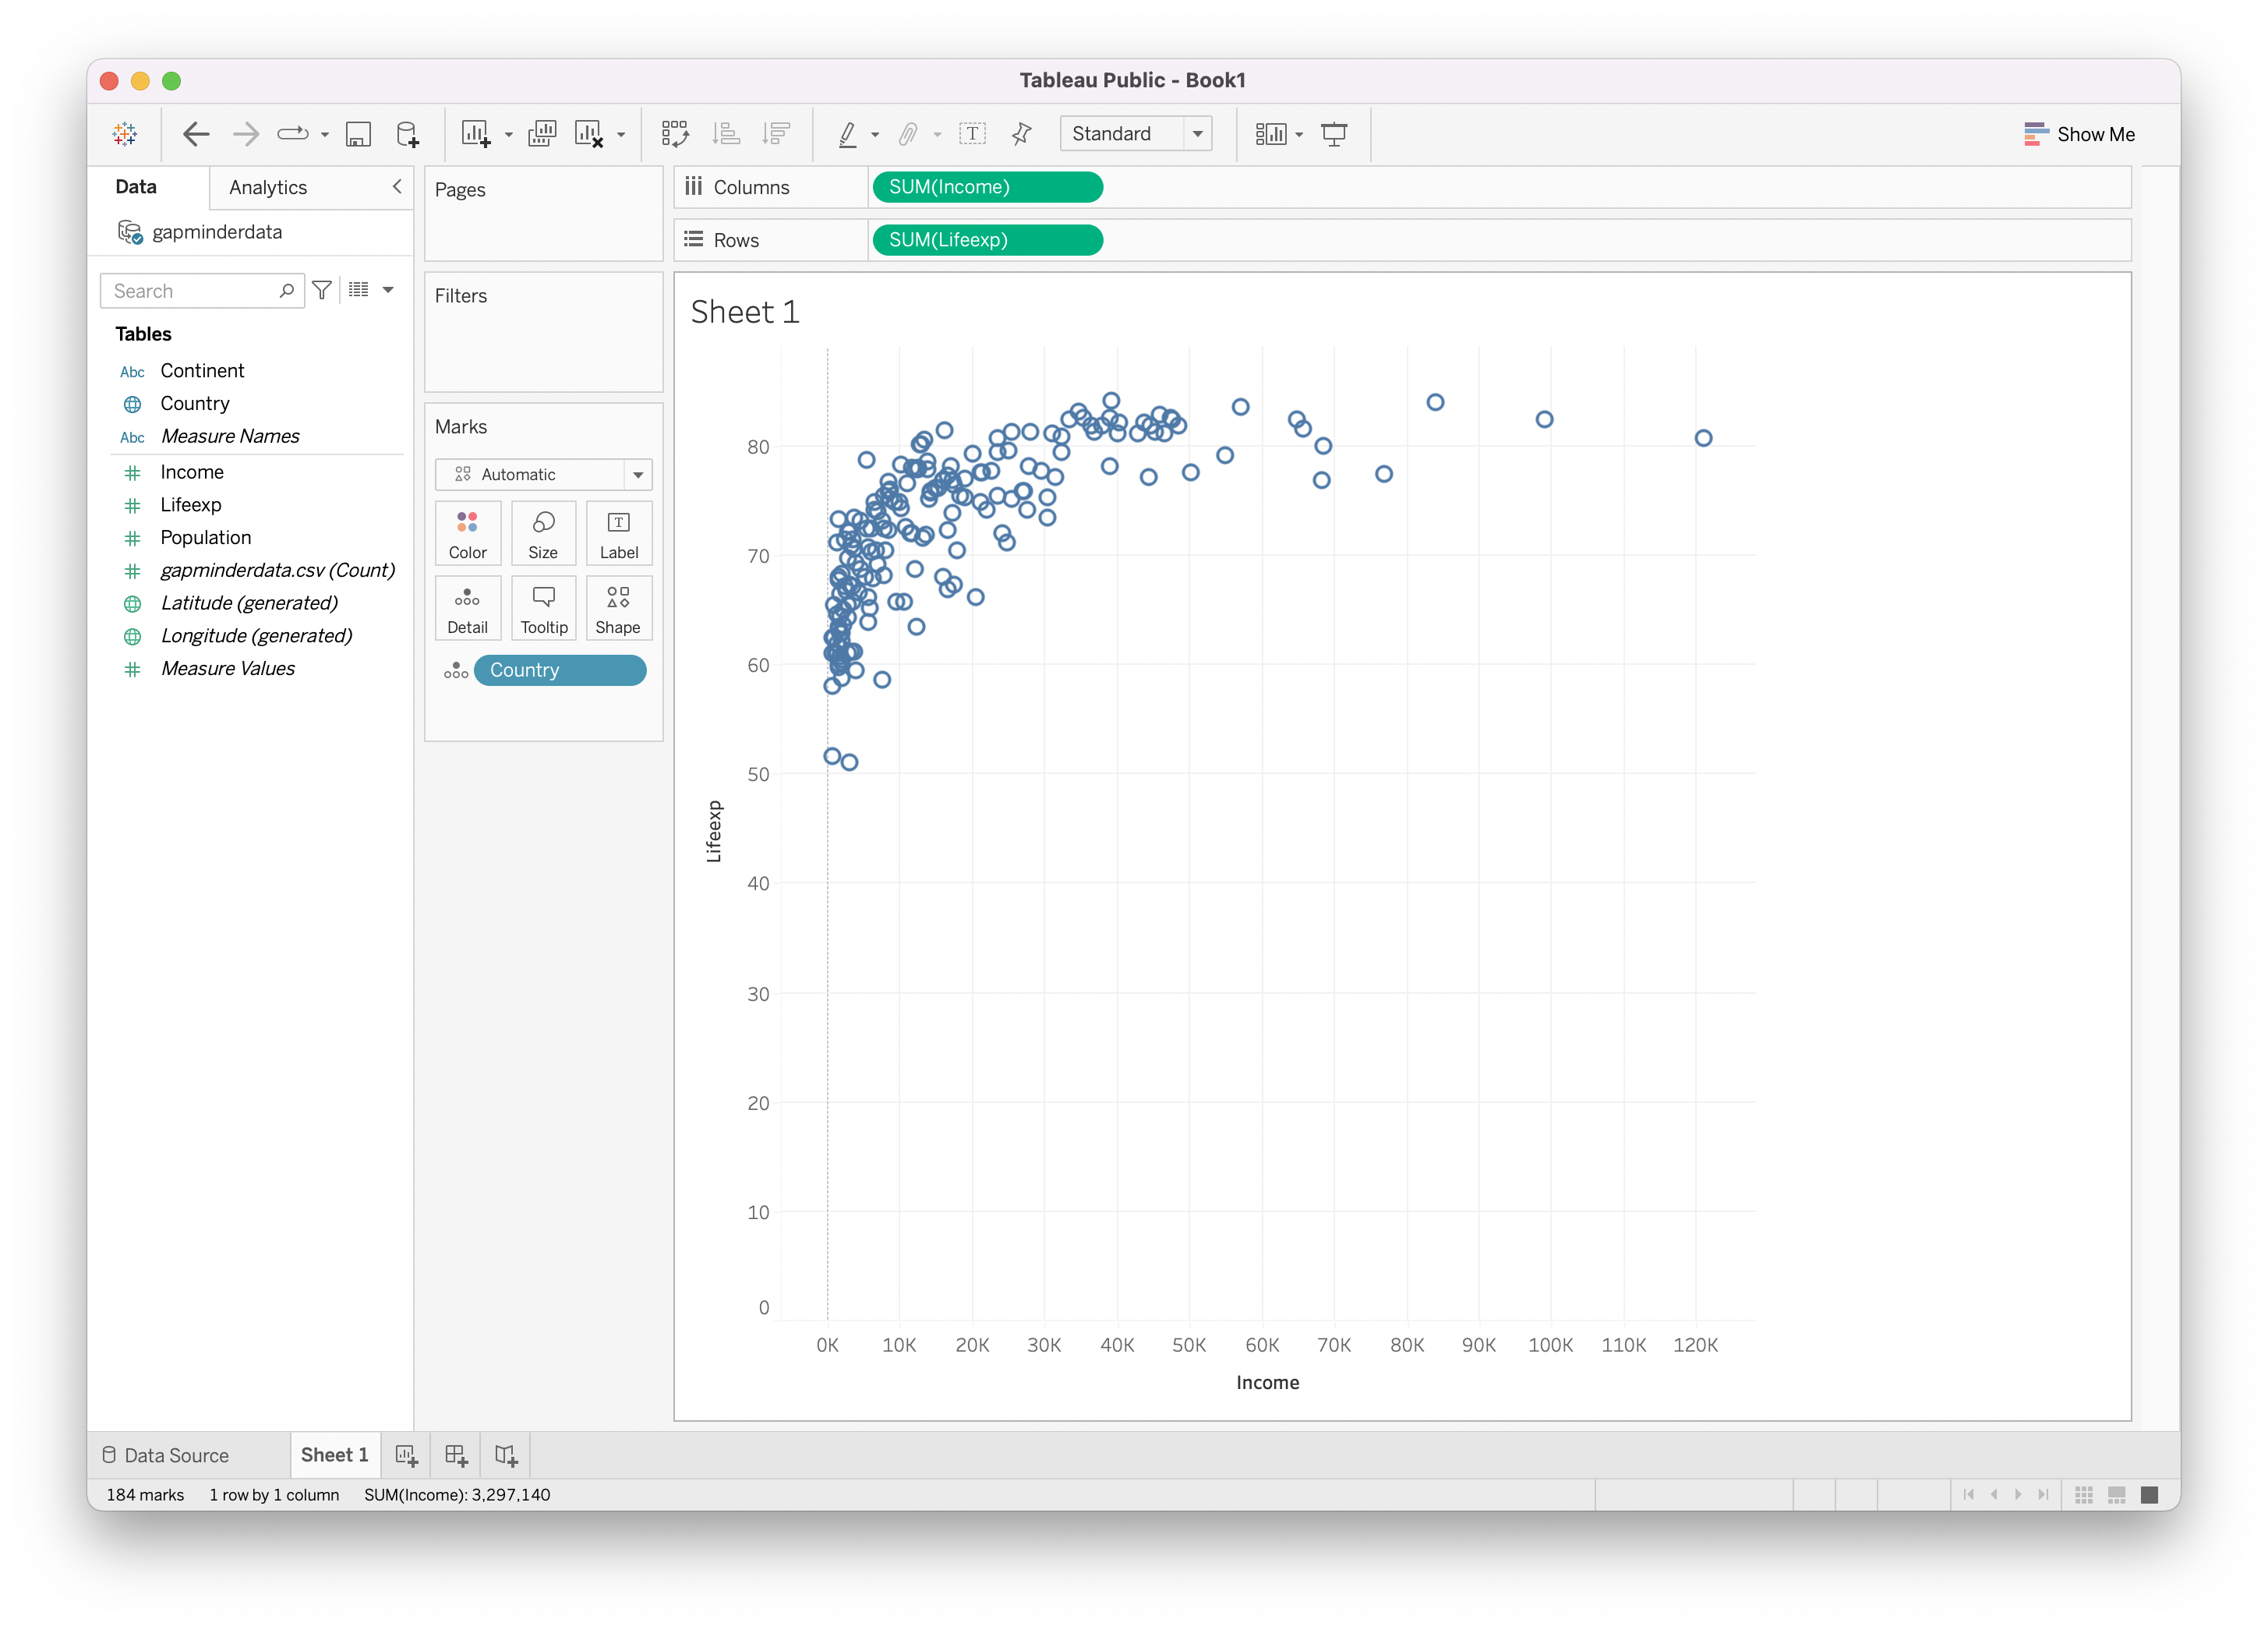 Tableau Public - Book1
Standard
Show Me
Data
Analytics
gapminderdata
Search
Tables
Abc Continent
Country
Abc Measure Names
Income
Lifeexp
Population
gapminderdata.csv (Count)
Latitude (generated)
Longitude (generated)
Measure Values
Pages
Filters
Marks
Automatic
Color
Size
T
Label
Detail
Tooltip
Shape
Country
Columns
SUM(Income)
Rows
SUM(Lifeexp)
Sheet 1
80
70
60
50
40
30
20
10
0
Lifeexp
0K 10K 20K 30K 40K 50K 60K 70K 80K 90K 100K 110K 120K
Income
Data Source
Sheet 1
184 marks 1 row by 1 column SUM(Income): 3,297,140